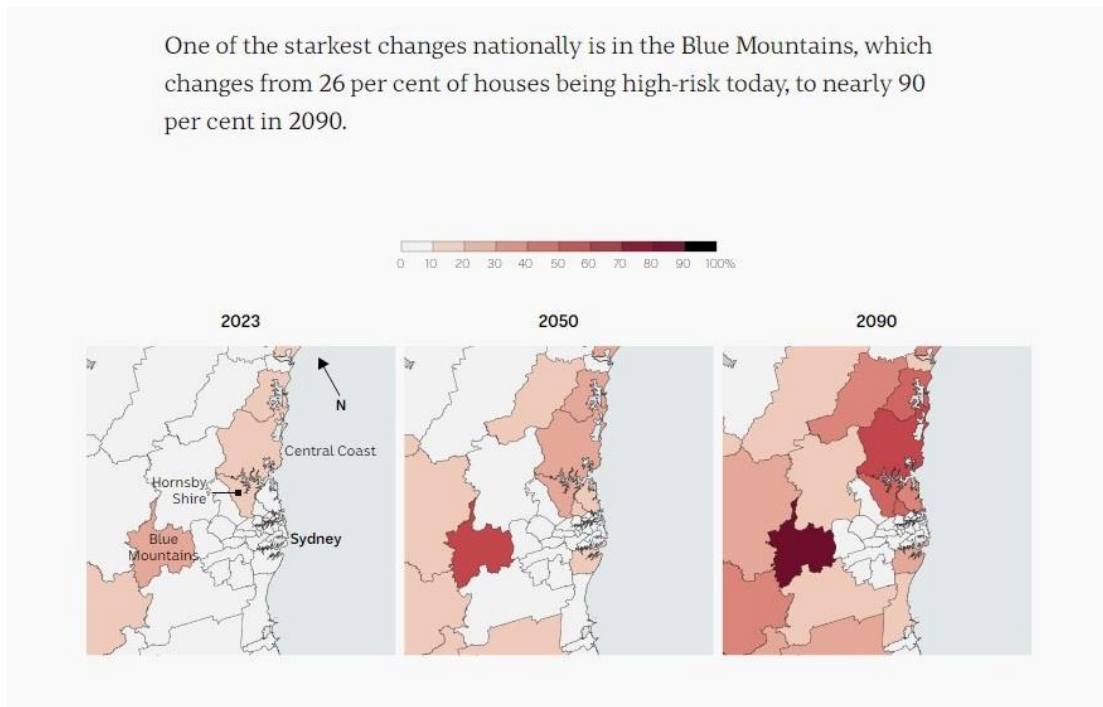 One of the starkest changes nationally is in the Blue Mountains, which
changes from 26 per cent of houses being high-risk today, to nearly 90
per cent in 2090.
0 10 20 30 40 50 60 70 80 90 100%
2023 2050 2090
N
Central Coast
Hornsby
Shire
Blue
Mountains
Sydney